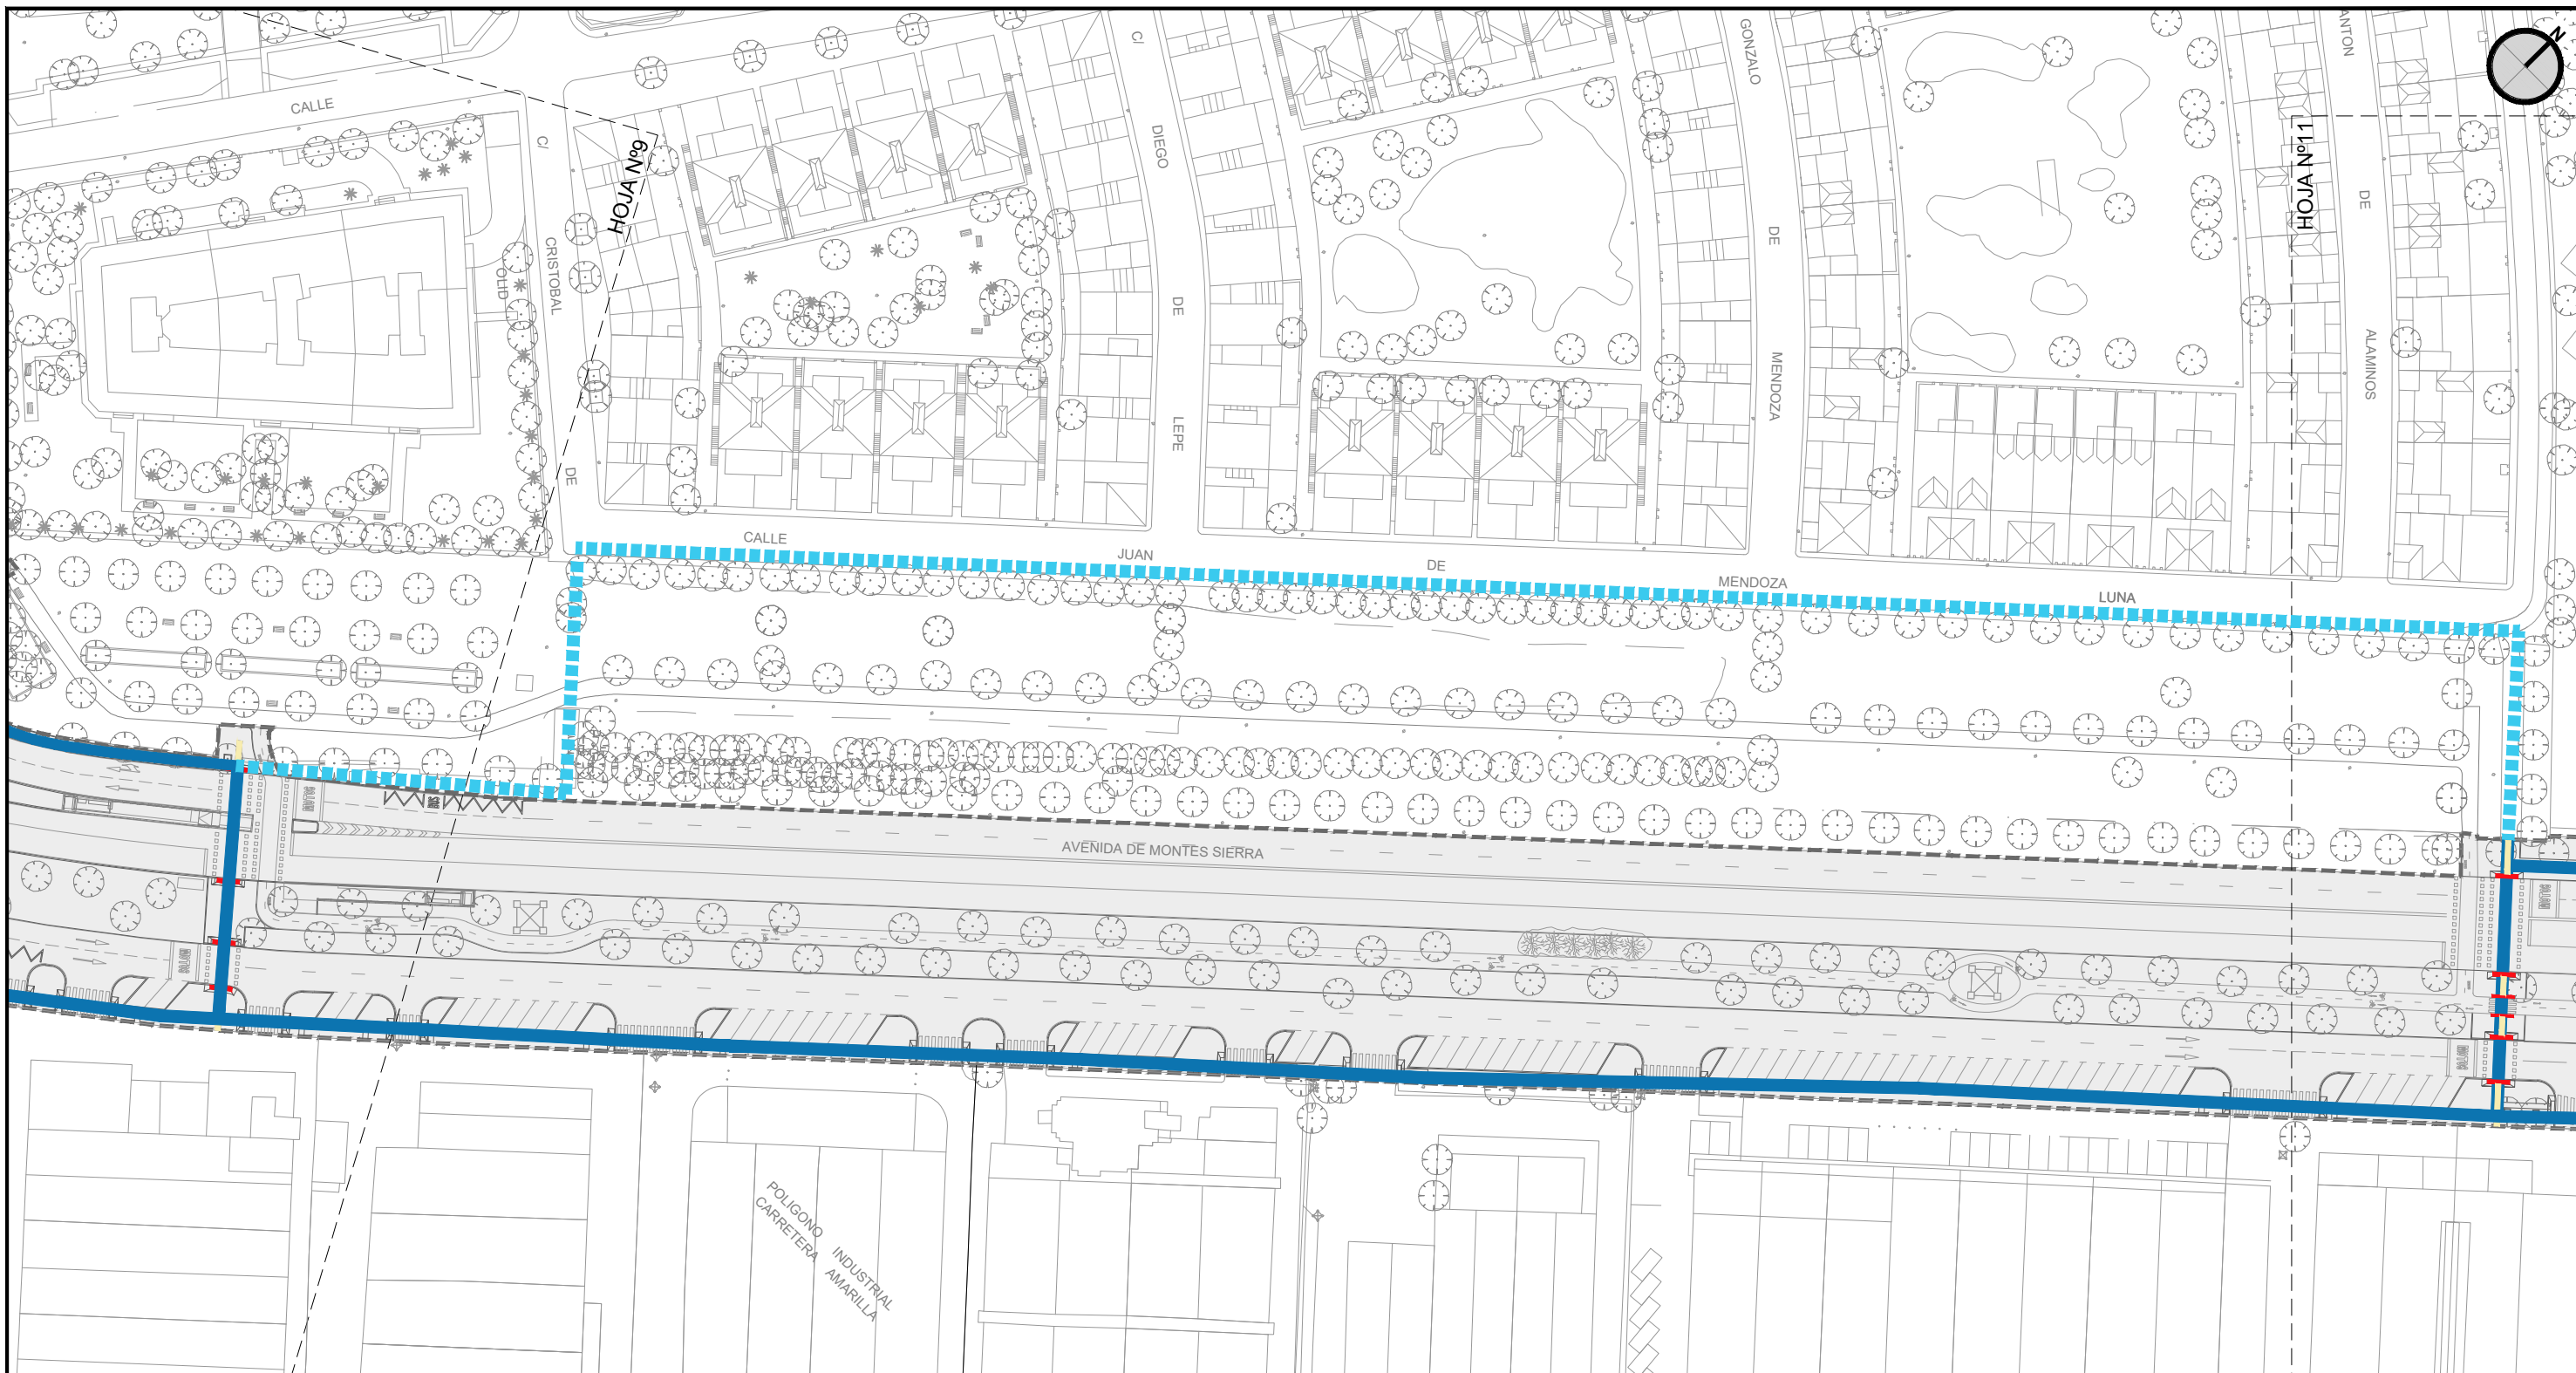 N
CALLE
C/
CRISTOBAL
DE
OLID
HOJA Nº9
C/
DIEGO
DE
LEPE
GONZALO
DE
MENDOZA
ANTON
DE
ALAMINOS
HOJA Nº11
CALLE
JUAN
DE
MENDOZA
LUNA
AVENIDA DE MONTES SIERRA
BUS
POLIGONO INDUSTRIAL
CARRETERA AMARILLA